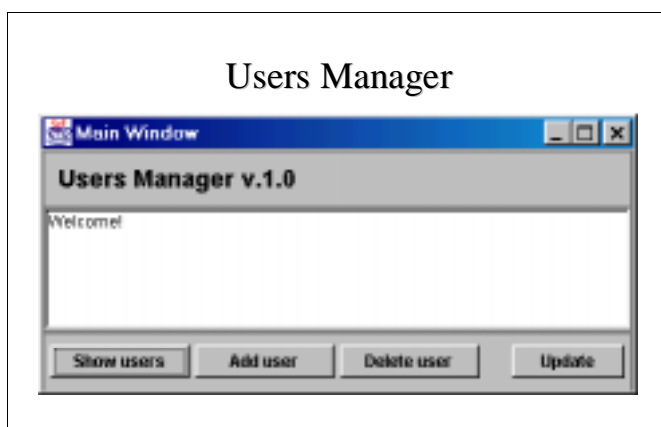 Users Manager
Main Window
Users Manager v.1.0
Welcome!
Show users Add user Delete user Update